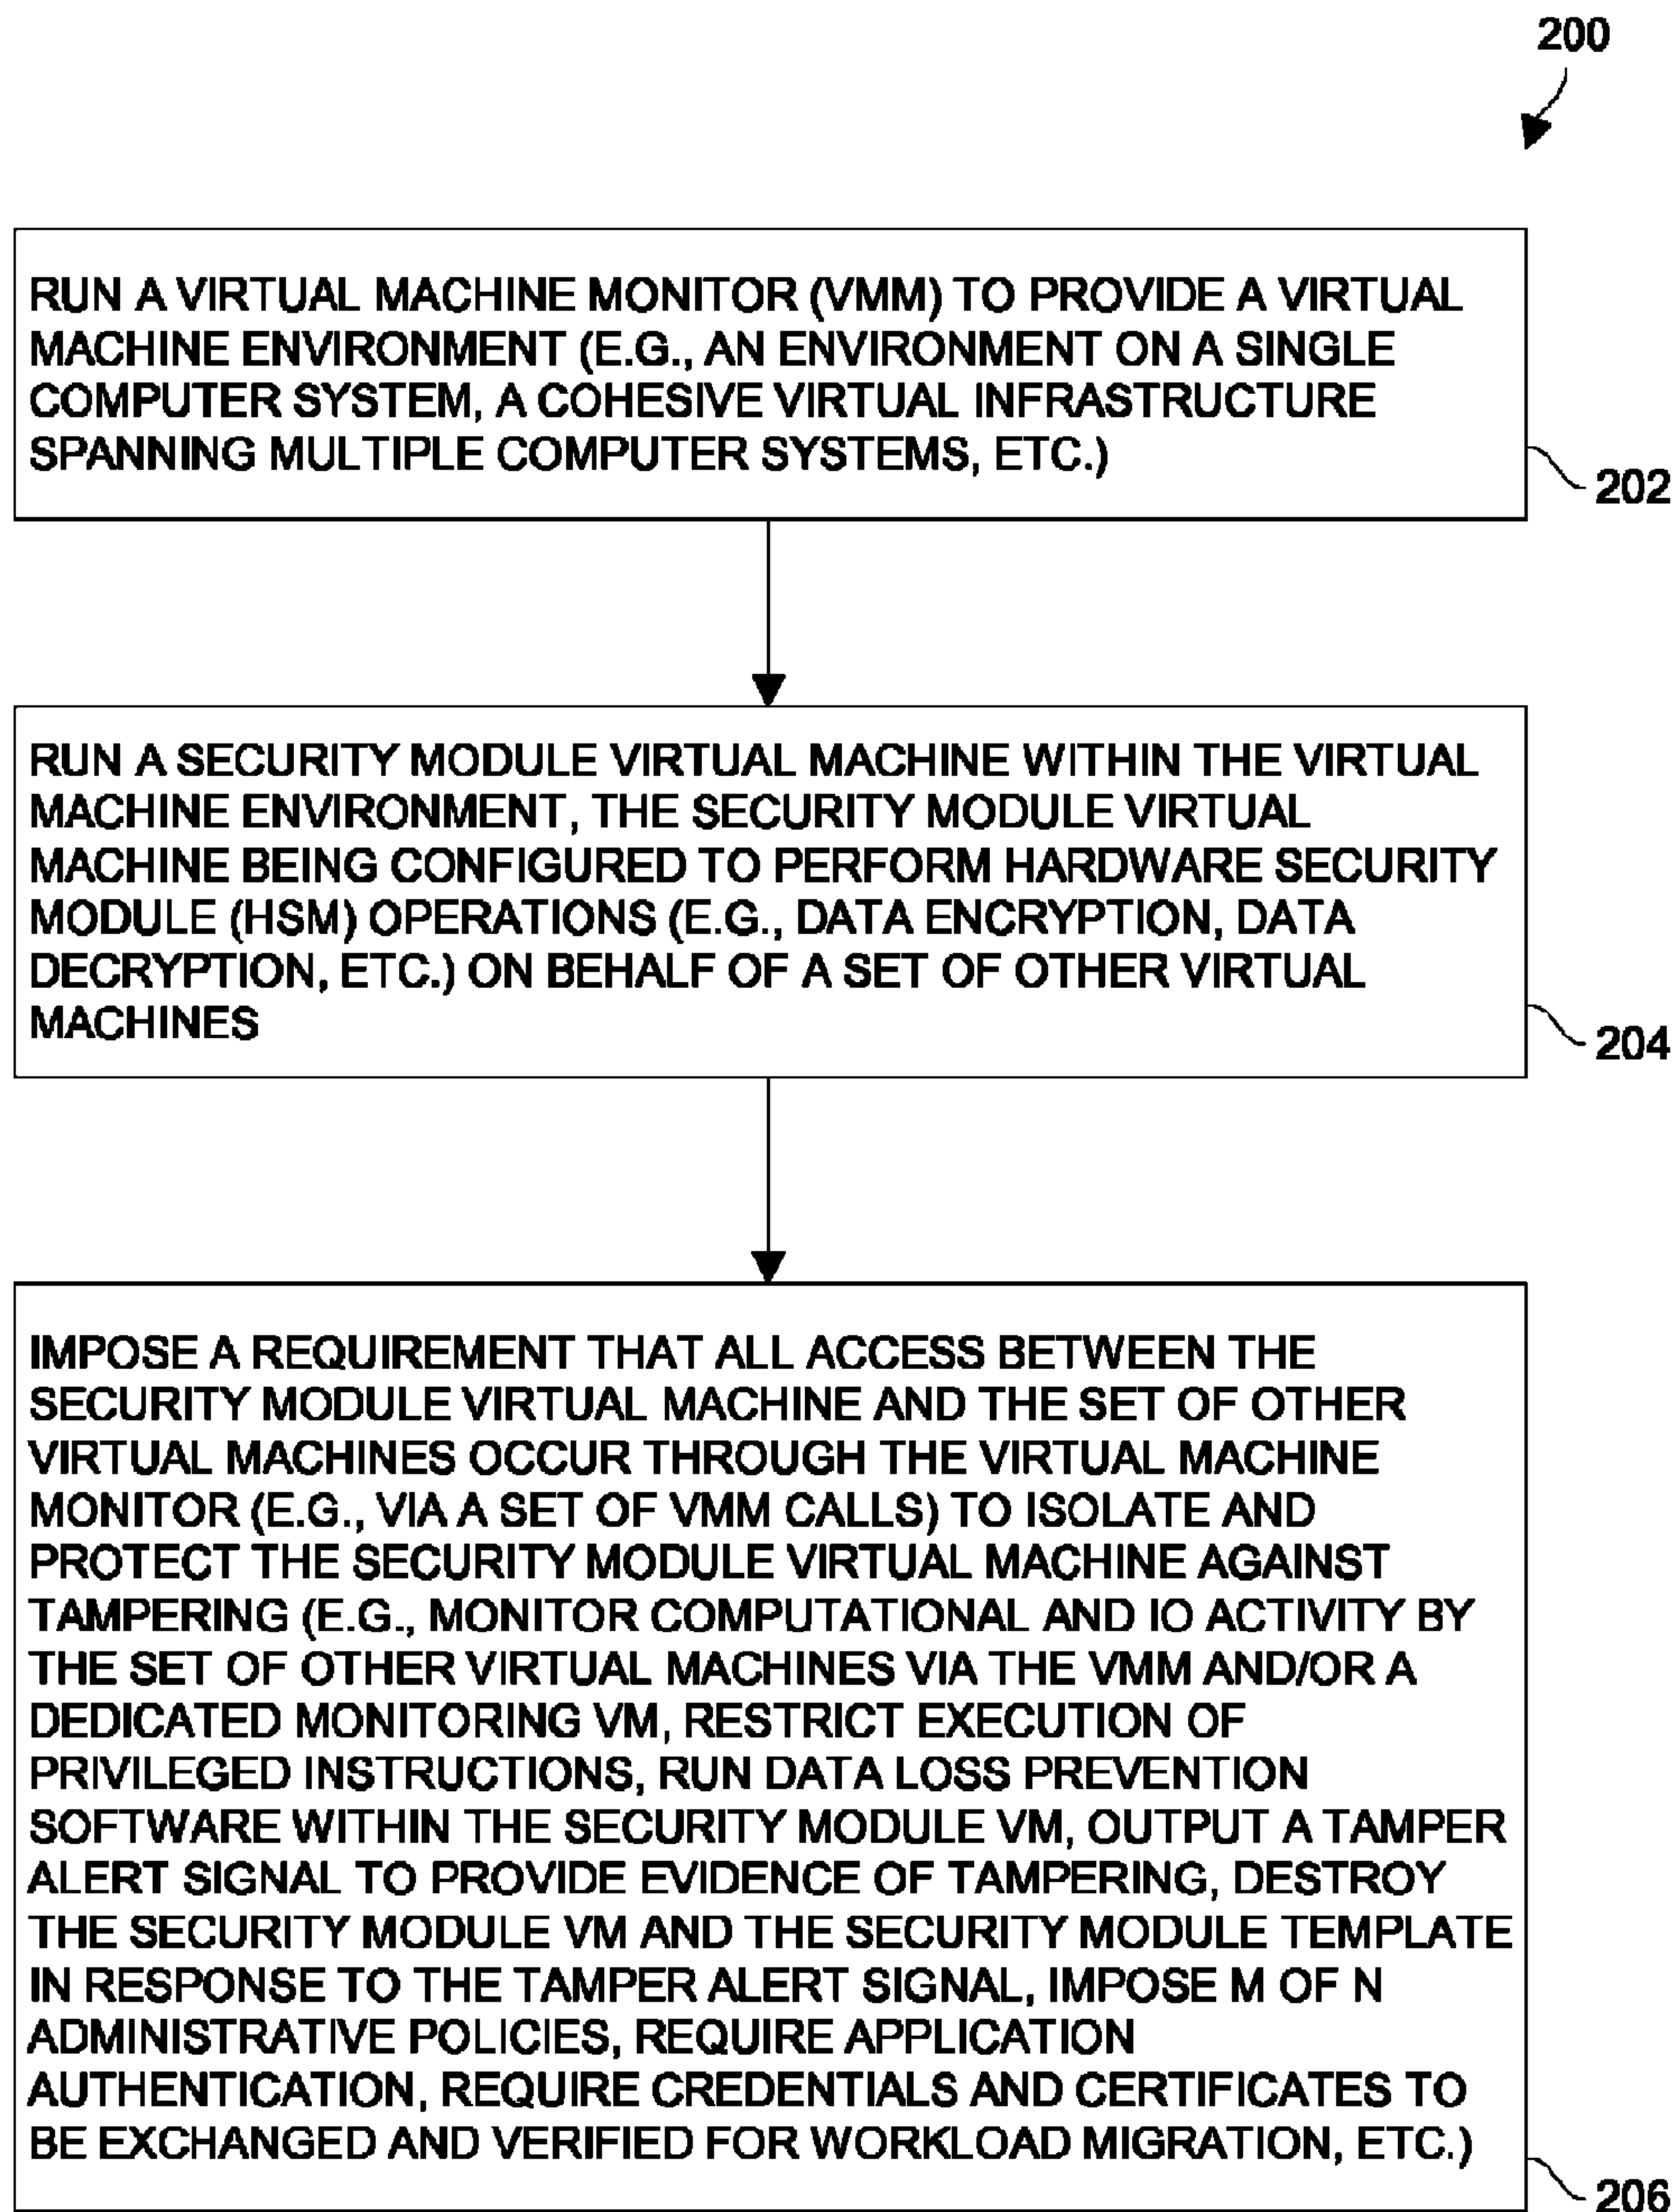 200
RUN A VIRTUAL MACHINE MONITOR (VMM) TO PROVIDE A VIRTUAL
MACHINE ENVIRONMENT (E.G., AN ENVIRONMENT ON A SINGLE
COMPUTER SYSTEM, A COHESIVE VIRTUAL INFRASTRUCTURE
SPANNING MULTIPLE COMPUTER SYSTEMS, ETC.)
202
RUN A SECURITY MODULE VIRTUAL MACHINE WITHIN THE VIRTUAL
MACHINE ENVIRONMENT, THE SECURITY MODULE VIRTUAL
MACHINE BEING CONFIGURED TO PERFORM HARDWARE SECURITY
MODULE (HSM) OPERATIONS (E.G., DATA ENCRYPTION, DATA
DECRYPTION, ETC.) ON BEHALF OF A SET OF OTHER VIRTUAL
MACHINES
204
IMPOSE A REQUIREMENT THAT ALL ACCESS BETWEEN THE
SECURITY MODULE VIRTUAL MACHINE AND THE SET OF OTHER
VIRTUAL MACHINES OCCUR THROUGH THE VIRTUAL MACHINE
MONITOR (E.G., VIA A SET OF VMM CALLS) TO ISOLATE AND
PROTECT THE SECURITY MODULE VIRTUAL MACHINE AGAINST
TAMPERING (E.G., MONITOR COMPUTATIONAL AND IO ACTIVITY BY
THE SET OF OTHER VIRTUAL MACHINES VIA THE VMM AND/OR A
DEDICATED MONITORING VM, RESTRICT EXECUTION OF
PRIVILEGED INSTRUCTIONS, RUN DATA LOSS PREVENTION
SOFTWARE WITHIN THE SECURITY MODULE VM, OUTPUT A TAMPER
ALERT SIGNAL TO PROVIDE EVIDENCE OF TAMPERING, DESTROY
THE SECURITY MODULE VM AND THE SECURITY MODULE TEMPLATE
IN RESPONSE TO THE TAMPER ALERT SIGNAL, IMPOSE M OF N
ADMINISTRATIVE POLICIES, REQUIRE APPLICATION
AUTHENTICATION, REQUIRE CREDENTIALS AND CERTIFICATES TO
BE EXCHANGED AND VERIFIED FOR WORKLOAD MIGRATION, ETC.)
206